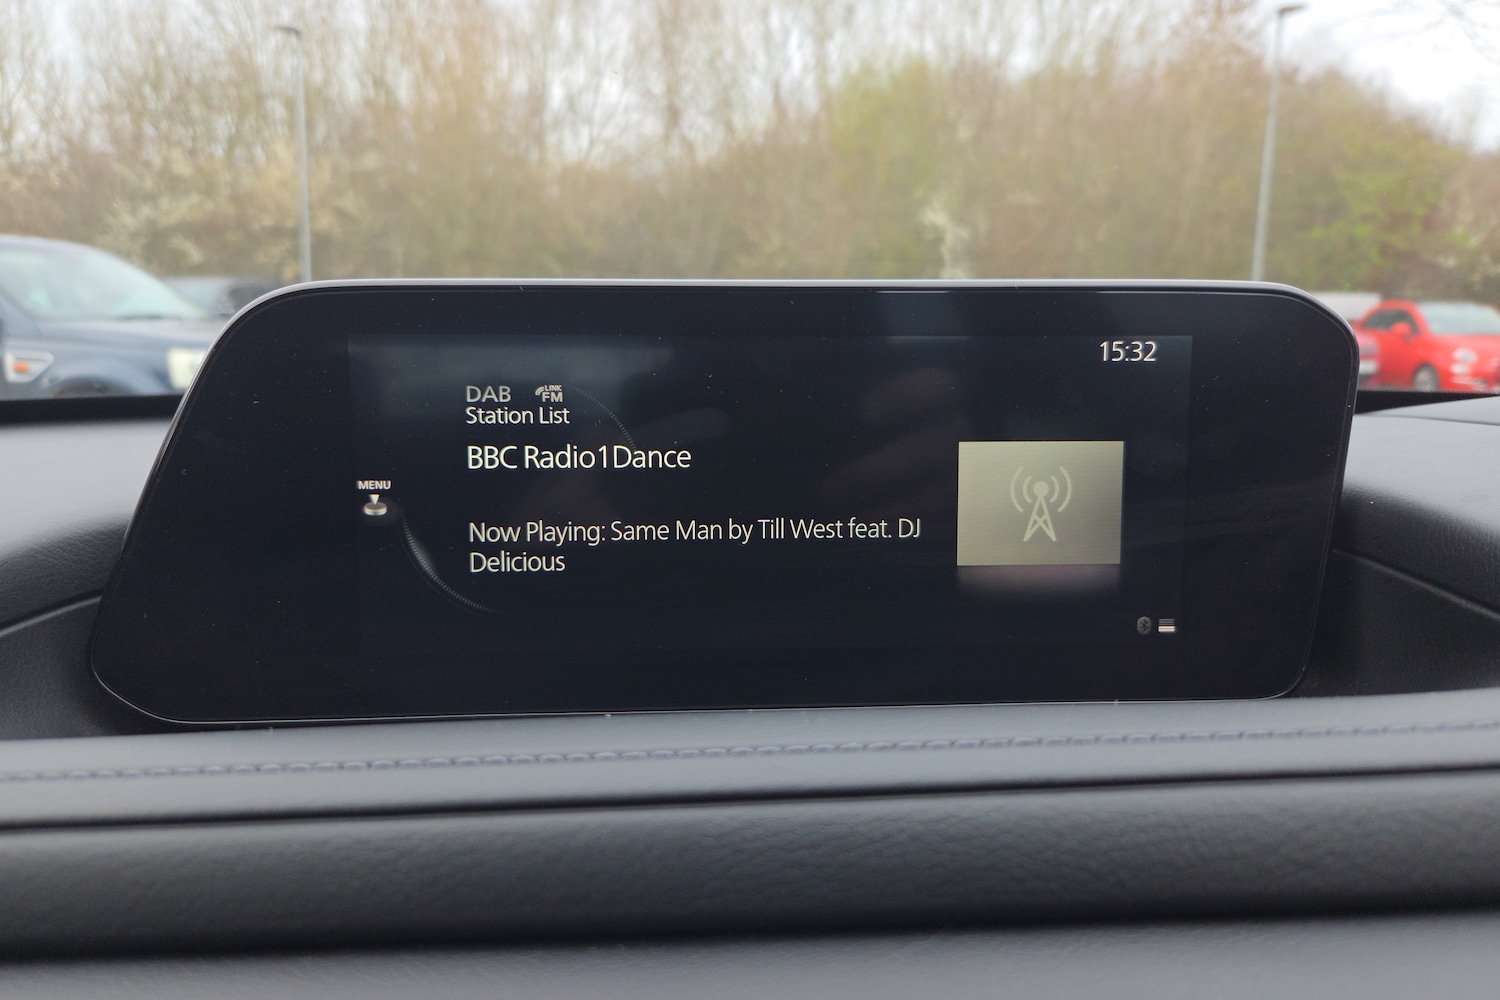 15:32
DAB LINK FM
Station List
BBC Radio1Dance
MENU
Now Playing: Same Man by Till West feat. DJ
Delicious